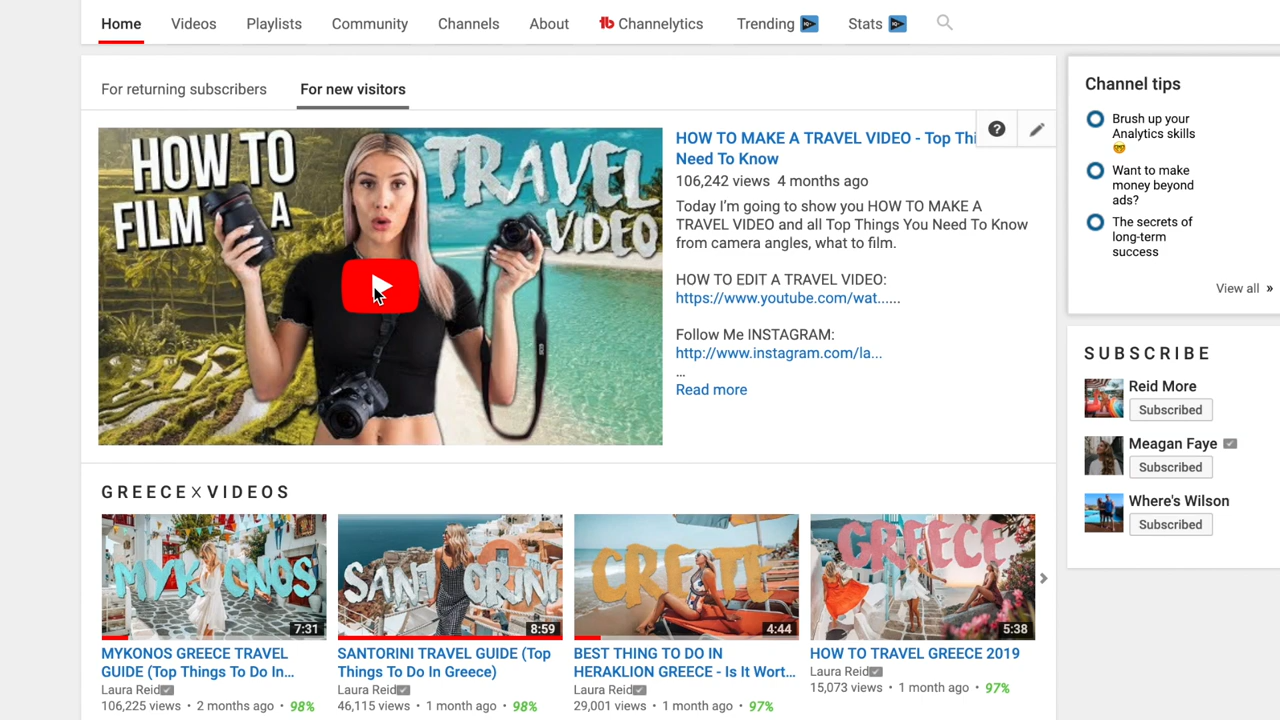 Home Videos Playlists Community Channels About Channelytics Trending Stats
For returning subscribers For new visitors
HOW TO
FILM A
TRAVEL
VIDEO
HOW TO MAKE A TRAVEL VIDEO - Top Thi
Need To Know
106,242 views 4 months ago
Today I'm going to show you HOW TO MAKE A
TRAVEL VIDEO and all Top Things You Need To Know
from camera angles, what to film.
HOW TO EDIT A TRAVEL VIDEO:
https://www.youtube.com/wat......
Follow Me INSTAGRAM:
http://www.instagram.com/la...
...
Read more
Channel tips
Brush up your
Analytics skills
🤓
Want to make
money beyond
ads?
The secrets of
long-term
success
View all »
SUBSCRIBE
Reid More
Subscribed
Meagan Faye
Subscribed
Where's Wilson
Subscribed
GREECE X VIDEOS
MYKONOS
7:31
MYKONOS GREECE TRAVEL
GUIDE (Top Things To Do In...
Laura Reid
106,225 views • 2 months ago • 98%
SANTORINI
8:59
SANTORINI TRAVEL GUIDE (Top
Things To Do In Greece)
Laura Reid
46,115 views • 1 month ago • 98%
CRETE
4:44
BEST THING TO DO IN
HERAKLION GREECE - Is It Wort...
Laura Reid
29,001 views • 1 month ago • 97%
GREECE
5:38
HOW TO TRAVEL GREECE 2019
Laura Reid
15,073 views • 1 month ago • 97%